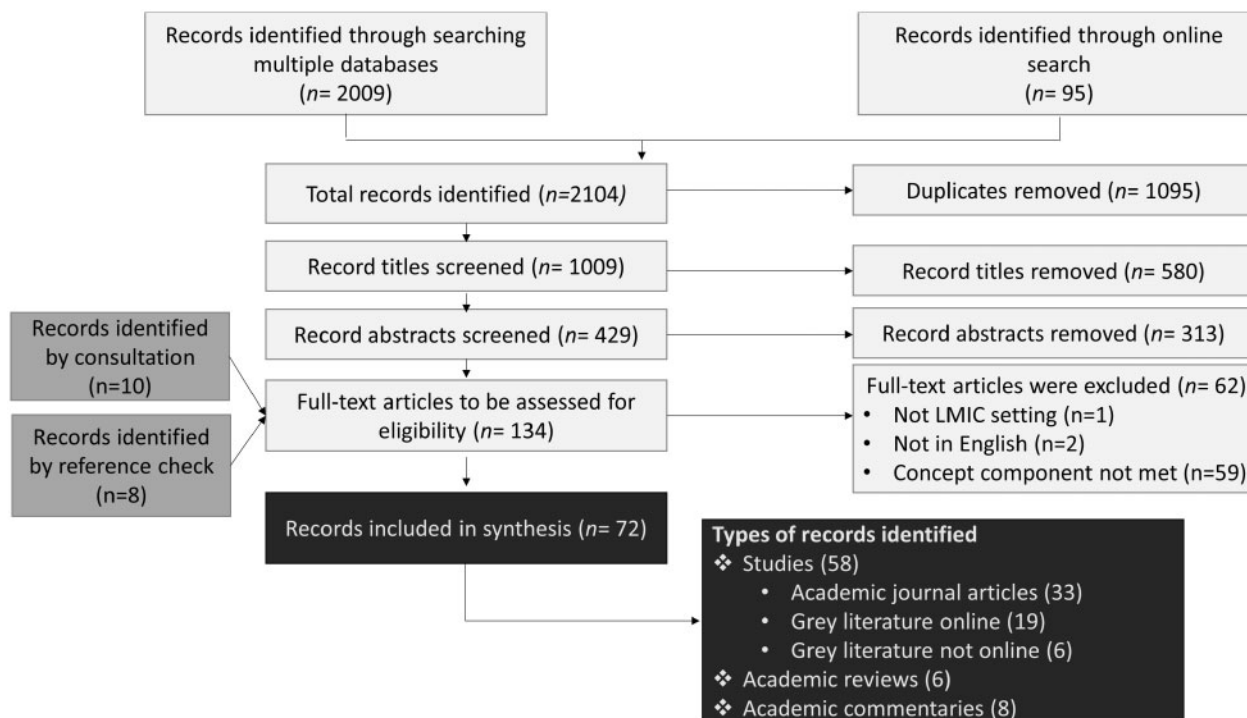 Records identified through searching
multiple databases
(n= 2009)
Records identified through online
search
(n= 95)
Total records identified (n=2104)
Duplicates removed (n= 1095)
Record titles screened (n= 1009)
Record titles removed (n= 580)
Records identified
by consultation
(n=10)
Record abstracts screened (n= 429)
Record abstracts removed (n= 313)
Records identified
by reference check
(n=8)
Full-text articles to be assessed for
eligibility (n= 134)
Full-text articles were excluded (n= 62)
• Not LMIC setting (n=1)
• Not in English (n=2)
• Concept component not met (n=59)
Records included in synthesis (n= 72)
Types of records identified
❖ Studies (58)
• Academic journal articles (33)
• Grey literature online (19)
• Grey literature not online (6)
❖ Academic reviews (6)
❖ Academic commentaries (8)